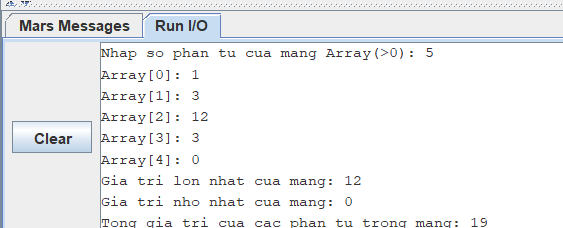 Mars Messages Run I/O
Nhap so phan tu cua mang Array(>0): 5
Array[0]: 1
Array[1]: 3
Array[2]: 12
Clear
Array[3]: 3
Array[4]: 0
Gia tri lon nhat cua mang: 12
Gia tri nho nhat cua mang: 0
Tong gia tri cua cac phan tu trong mang: 19